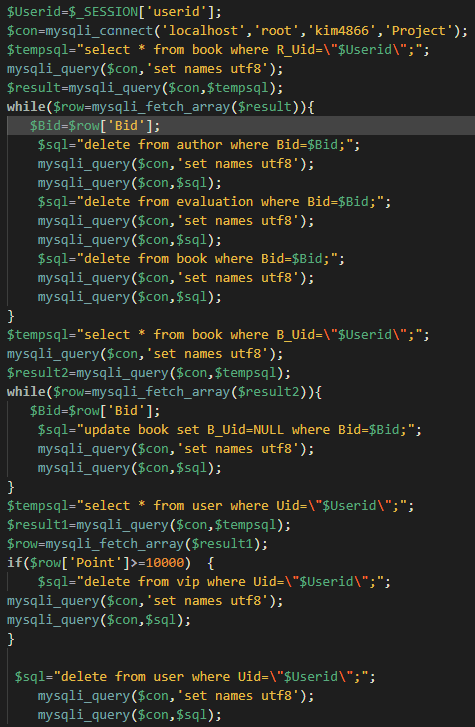 $Userid=$_SESSION['userid'];
$con=mysqli_connect('localhost','root','kim4866','Project');
$tempsql="select * from book where R_Uid=\"$Userid\";";
mysqli_query($con,'set names utf8');
$result=mysqli_query($con,$tempsql);
while($row=mysqli_fetch_array($result)){
$Bid=$row['Bid'];
$sql="delete from author where Bid=$Bid;";
mysqli_query($con,'set names utf8');
mysqli_query($con,$sql);
$sql="delete from evaluation where Bid=$Bid;";
mysqli_query($con,'set names utf8');
mysqli_query($con,$sql);
$sql="delete from book where Bid=$Bid;";
mysqli_query($con,'set names utf8');
mysqli_query($con,$sql);
}
$tempsql="select * from book where B_Uid=\"$Userid\";";
mysqli_query($con,'set names utf8');
$result2=mysqli_query($con,$tempsql);
while($row=mysqli_fetch_array($result2)){
$Bid=$row['Bid'];
$sql="update book set B_Uid=NULL where Bid=$Bid;";
mysqli_query($con,'set names utf8');
mysqli_query($con,$sql);
}
$tempsql="select * from user where Uid=\"$Userid\";";
$result1=mysqli_query($con,$tempsql);
$row=mysqli_fetch_array($result1);
if($row['Point']>=10000)  {
$sql="delete from vip where Uid=\"$Userid\";";
mysqli_query($con,'set names utf8');
mysqli_query($con,$sql);
}
$sql="delete from user where Uid=\"$Userid\";";
mysqli_query($con,'set names utf8');
mysqli_query($con,$sql);